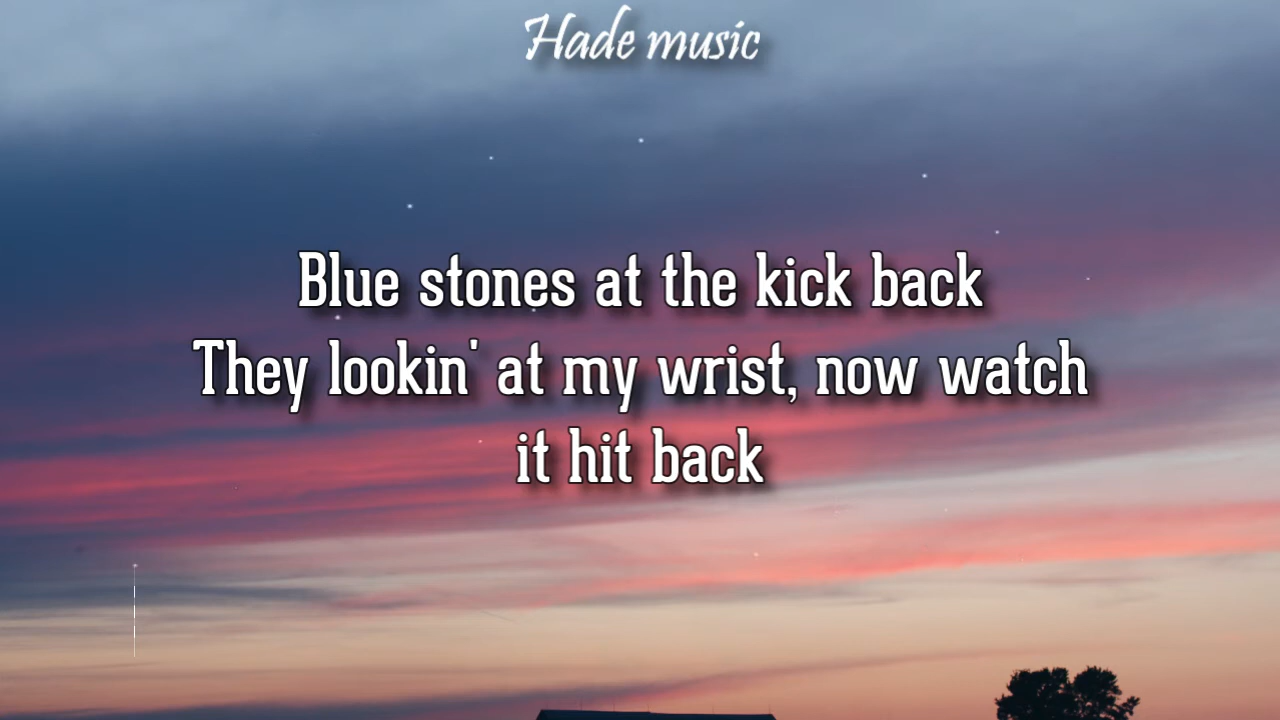 Hade music
Blue stones at the kick back
They lookin' at my wrist, now watch
it hit back